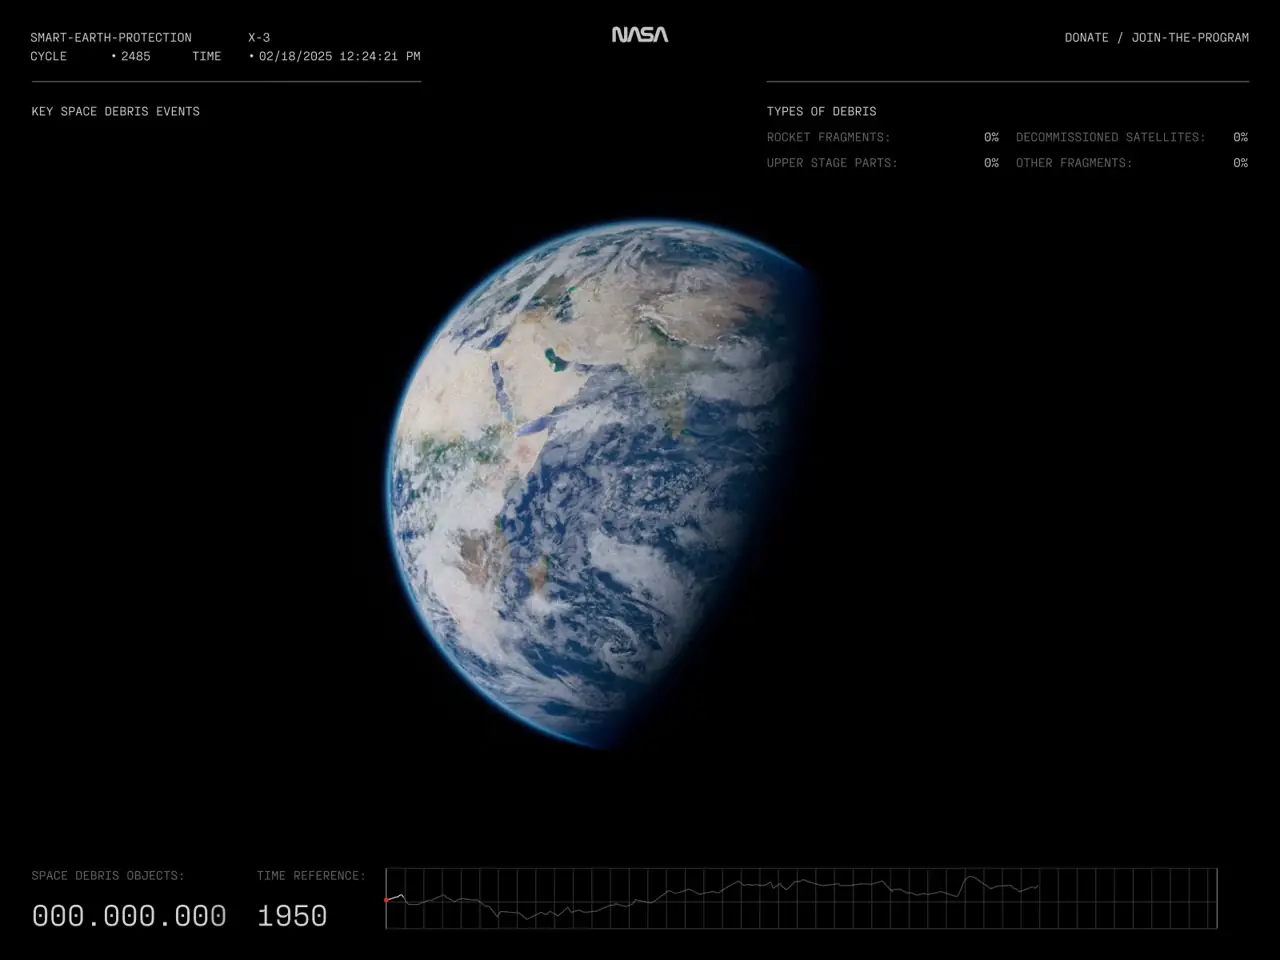 SMART-EARTH-PROTECTION X-3
CYCLE • 2485 TIME • 02/18/2025 12:24:21 PM
NASA
DONATE / JOIN-THE-PROGRAM
KEY SPACE DEBRIS EVENTS
TYPES OF DEBRIS
ROCKET FRAGMENTS: 0% DECOMMISSIONED SATELLITES: 0%
UPPER STAGE PARTS: 0% OTHER FRAGMENTS: 0%
SPACE DEBRIS OBJECTS: TIME REFERENCE:
000.000.000 1950